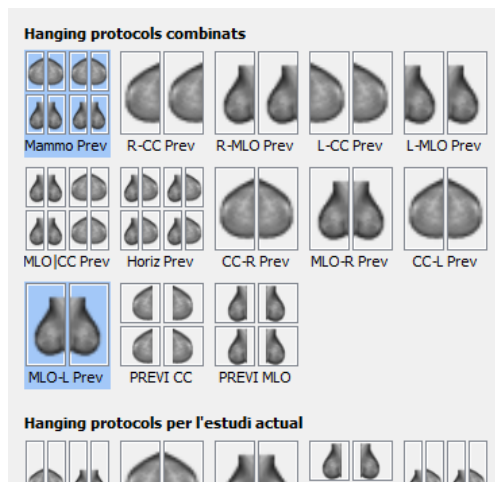 Hanging protocols combinats
Mammo Prev R-CC Prev R-MLO Prev L-CC Prev L-MLO Prev
MLO|CC Prev Horiz Prev CC-R Prev MLO-R Prev CC-L Prev
MLO-L Prev PREVI CC PREVI MLO
Hanging protocols per l'estudi actual